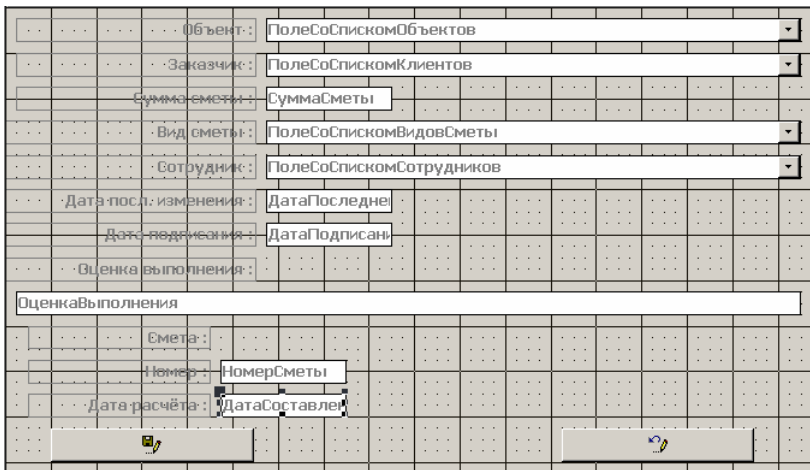 Объект: ПолеСоСпискомОбъектов
Заказчик: ПолеСоСпискомКлиентов
Сумма сметы: СуммаСметы
Вид сметы: ПолеСоСпискомВидовСметы
Сотрудник: ПолеСоСпискомСотрудников
Дата посл. изменения: ДатаПоследне
Дата подписания: ДатаПодписани
Оценка выполнения:
ОценкаВыполнения
Смета:
Номер: НомерСметы
Дата расчёта: ДатаСоставле